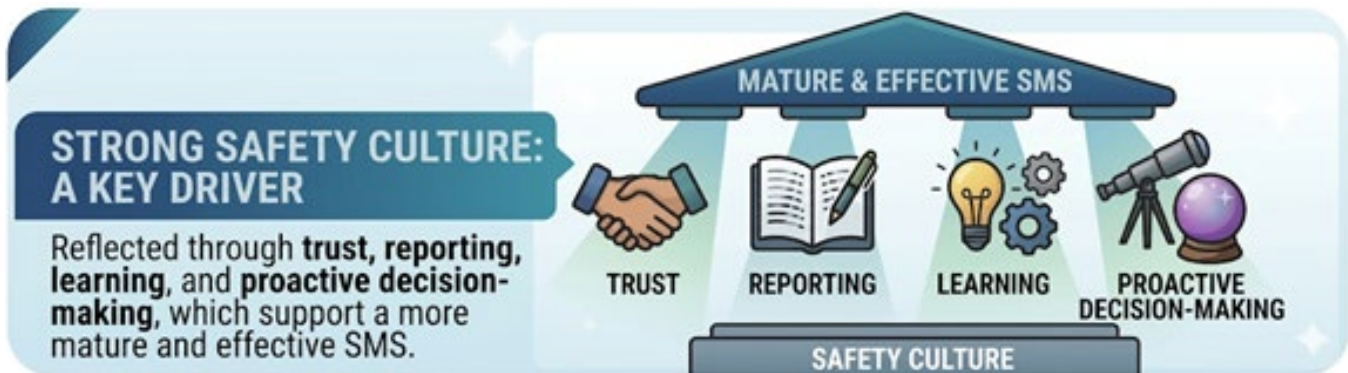 STRONG SAFETY CULTURE:
A KEY DRIVER
Reflected through trust, reporting,
learning, and proactive decision-
making, which support a more
mature and effective SMS.
MATURE & EFFECTIVE SMS
TRUST
REPORTING
LEARNING
PROACTIVE
DECISION-MAKING
SAFETY CULTURE